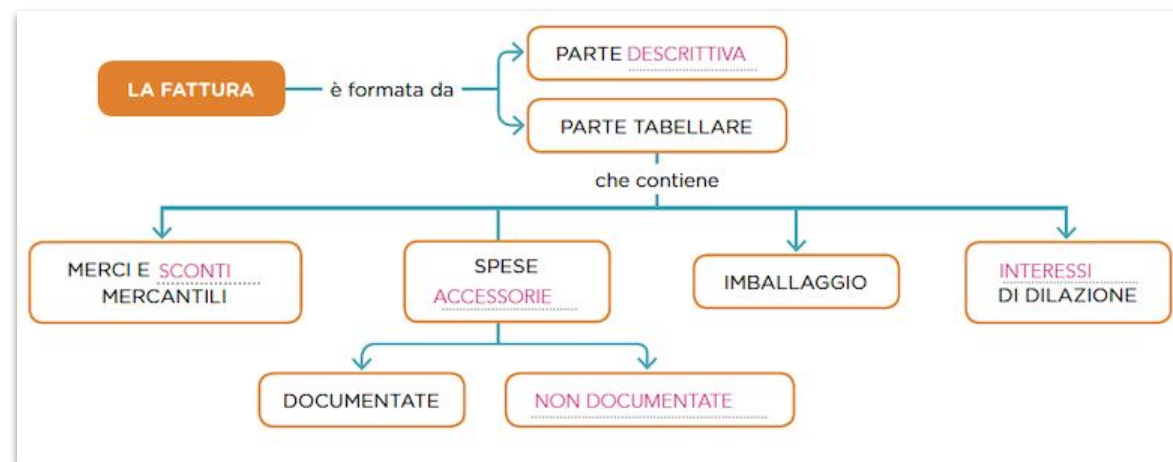 PARTE DESCRITTIVA
LA FATTURA
è formata da
PARTE TABELLARE
che contiene
MERCI E SCONTI
MERCANTILI
SPESE
ACCESSORIE
IMBALLAGGIO
INTERESSI
DI DILAZIONE
DOCUMENTATE
NON DOCUMENTATE